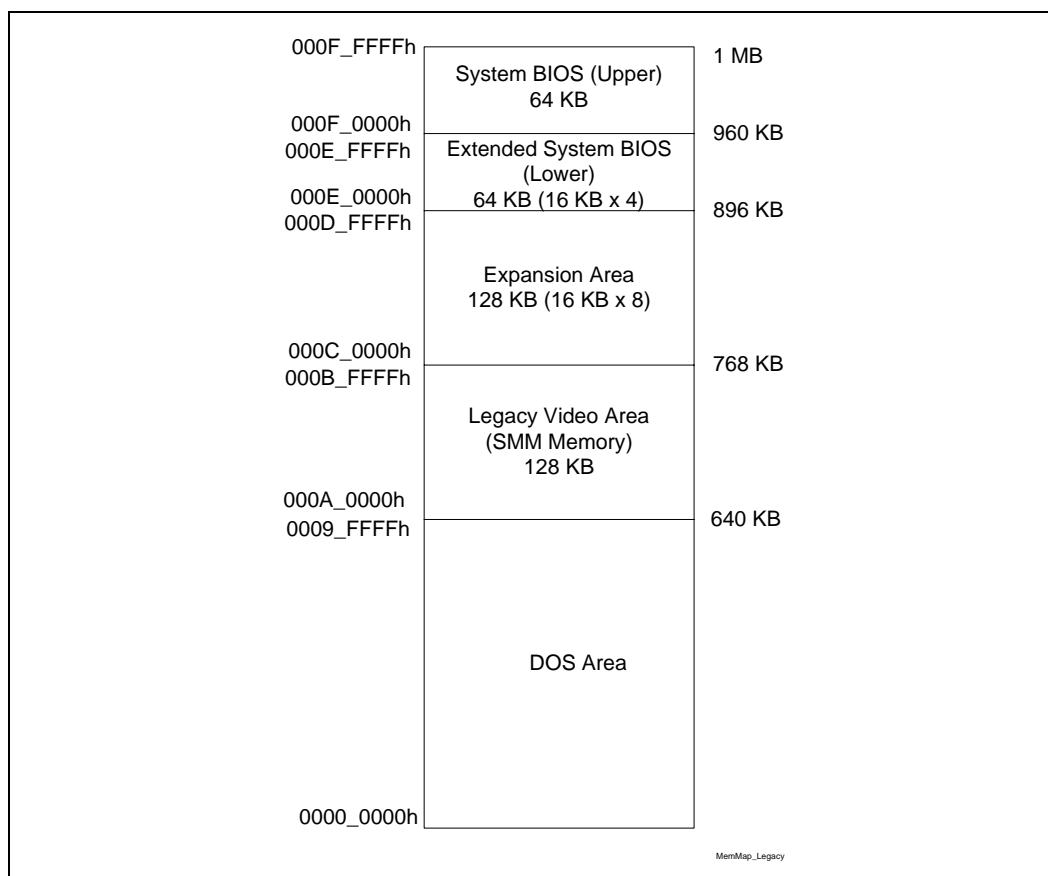 000F_FFFFh
1 MB
System BIOS (Upper)
64 KB
000F_0000h
960 KB
000E_FFFFh
Extended System BIOS
(Lower)
64 KB (16 KB x 4)
000E_0000h
896 KB
000D_FFFFh
Expansion Area
128 KB (16 KB x 8)
000C_0000h
768 KB
000B_FFFFh
Legacy Video Area
(SMM Memory)
128 KB
000A_0000h
640 KB
0009_FFFFh
DOS Area
0000_0000h
MemMap_Legacy